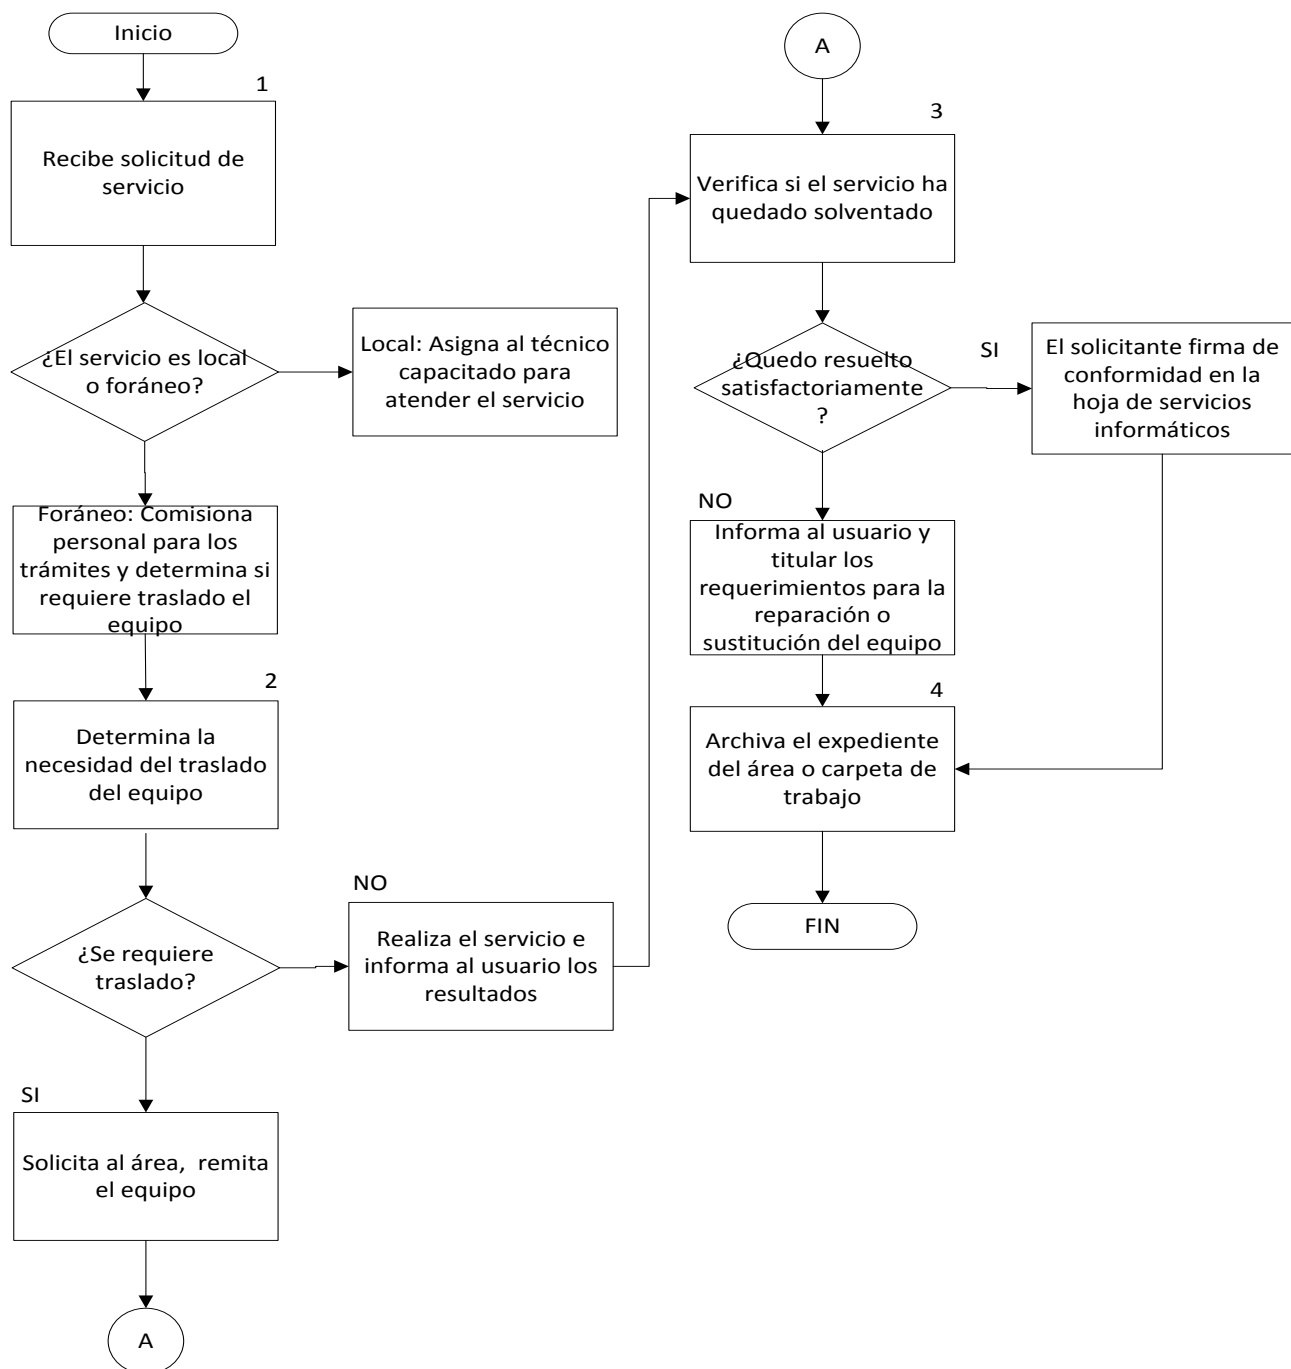 Inicio
1
Recibe solicitud de
servicio
¿El servicio es local
o foráneo?
Local: Asigna al técnico
capacitado para
atender el servicio
Foráneo: Comisiona
personal para los
trámites y determina si
requiere traslado el
equipo
2
Determina la
necesidad del traslado
del equipo
¿Se requiere
traslado?
NO
Realiza el servicio e
informa al usuario los
resultados
SI
Solicita al área,  remita
el equipo
A
A
3
Verifica si el servicio ha
quedado solventado
¿Quedo resuelto
satisfactoriamente
?
SI
El solicitante firma de
conformidad en la
hoja de servicios
informáticos
NO
Informa al usuario y
titular los
requerimientos para la
reparación o
sustitución del equipo
4
Archiva el expediente
del área o carpeta de
trabajo
FIN